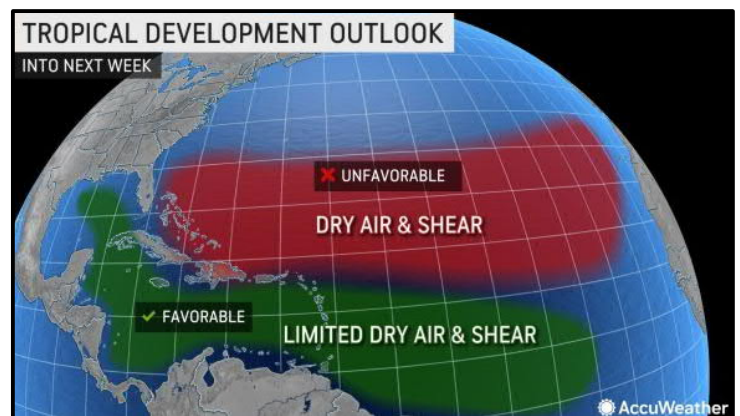 TROPICAL DEVELOPMENT OUTLOOK
INTO NEXT WEEK
UNFAVORABLE
DRY AIR & SHEAR
FAVORABLE
LIMITED DRY AIR & SHEAR
AccuWeather